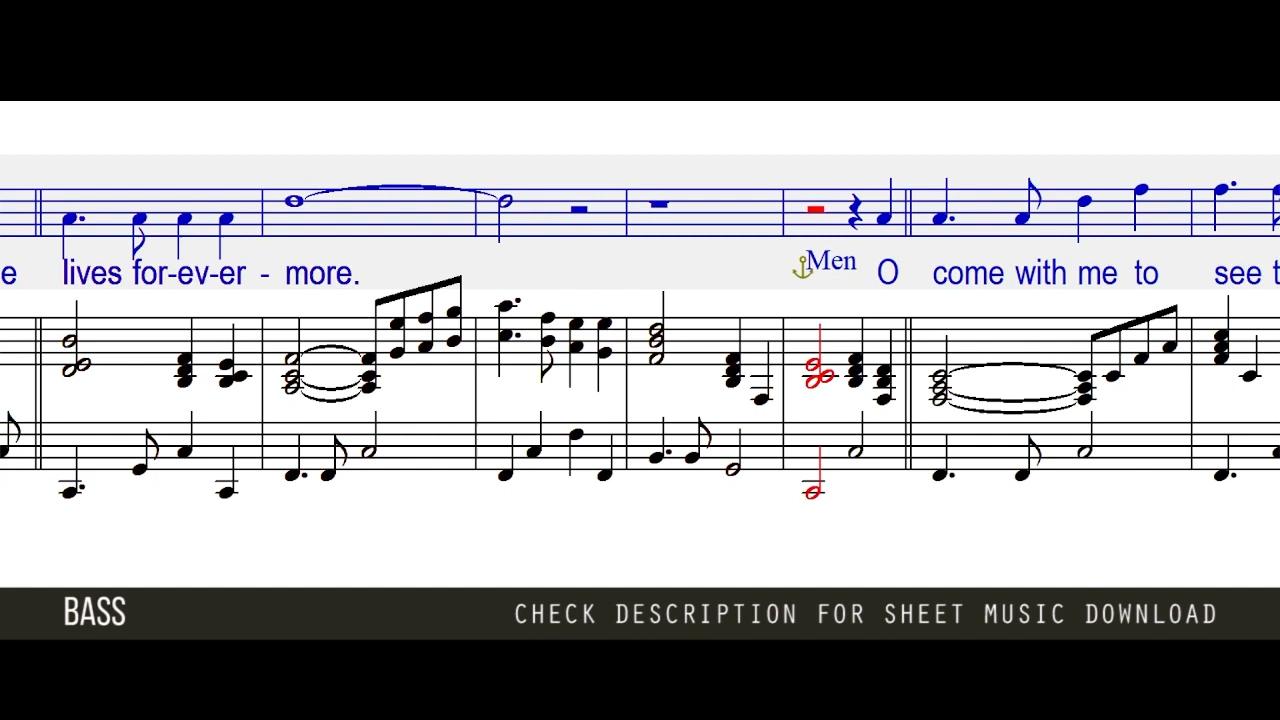 Men
e lives for-ev-er - more. O come with me to see t
BASS
CHECK DESCRIPTION FOR SHEET MUSIC DOWNLOAD